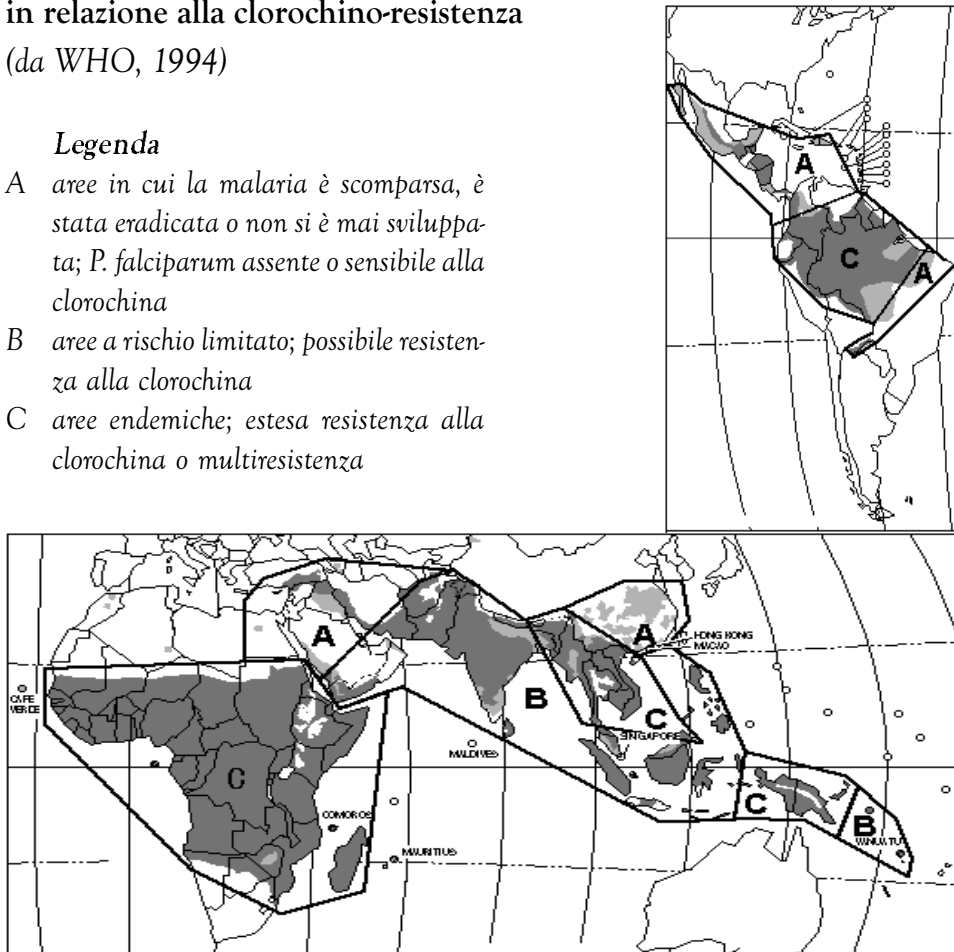 in relazione alla clorochino-resistenza
(da WHO, 1994)
Legenda
A aree in cui la malaria è scomparsa, è
stata eradicata o non si è mai sviluppa-
ta; P. falciparum assente o sensibile alla
clorochina
B aree a rischio limitato; possibile resisten-
za alla clorochina
C aree endemiche; estesa resistenza alla
clorochina o multiresistenza
A
C
A
A
A
HONG KONG
MACAO
CAPE
VERDE
B
C
SINGAPORE
MALDIVES
C
COMOROS
C
B
VANUATU
MAURITIUS